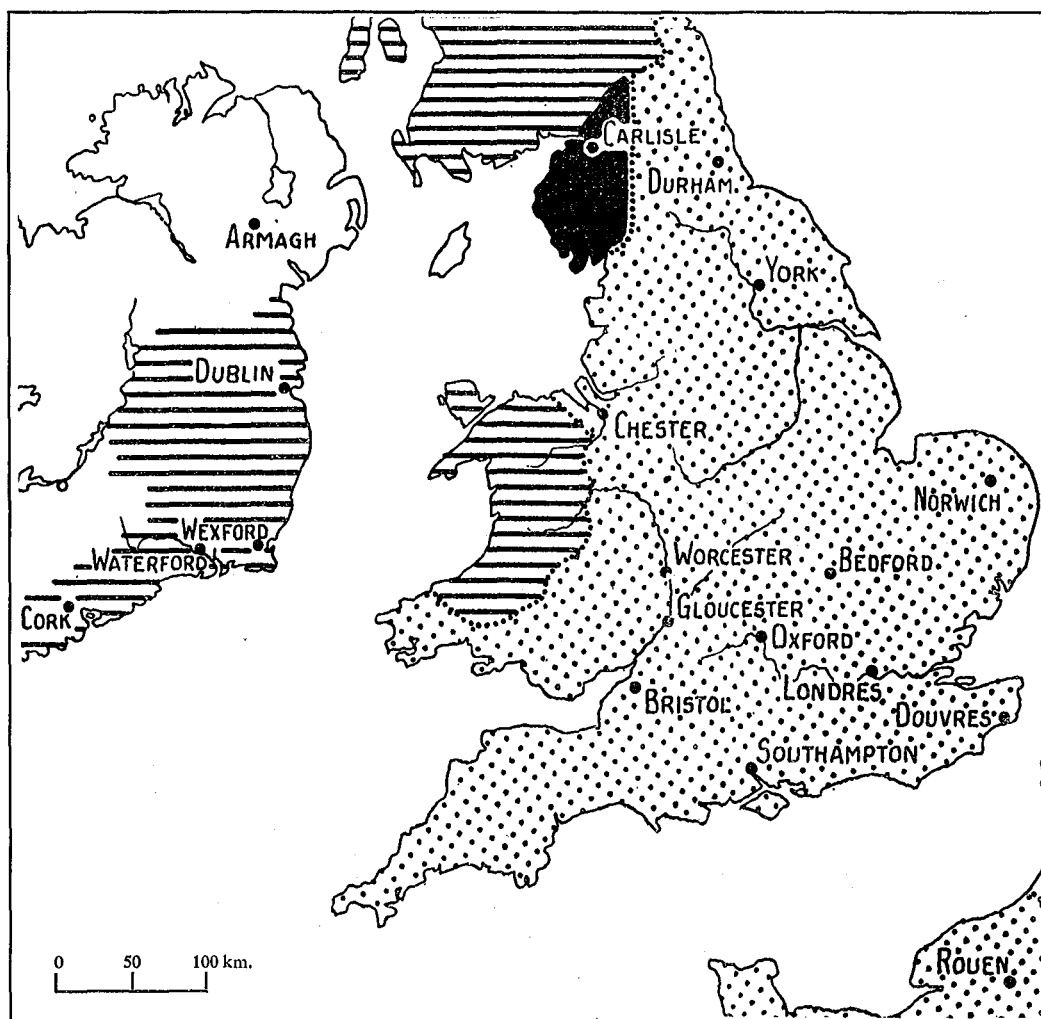 CARLISLE
DURHAM
ARMAGH
YORK
DUBLIN
CHESTER
NORWICH
WEXFORD
WATERFORD
WORCESTER
BEDFORD
CORK
GLOUCESTER
OXFORD
LONDRES
BRISTOL
DOUVRES
SOUTHAMPTON
0 50 100 km.
ROUEN